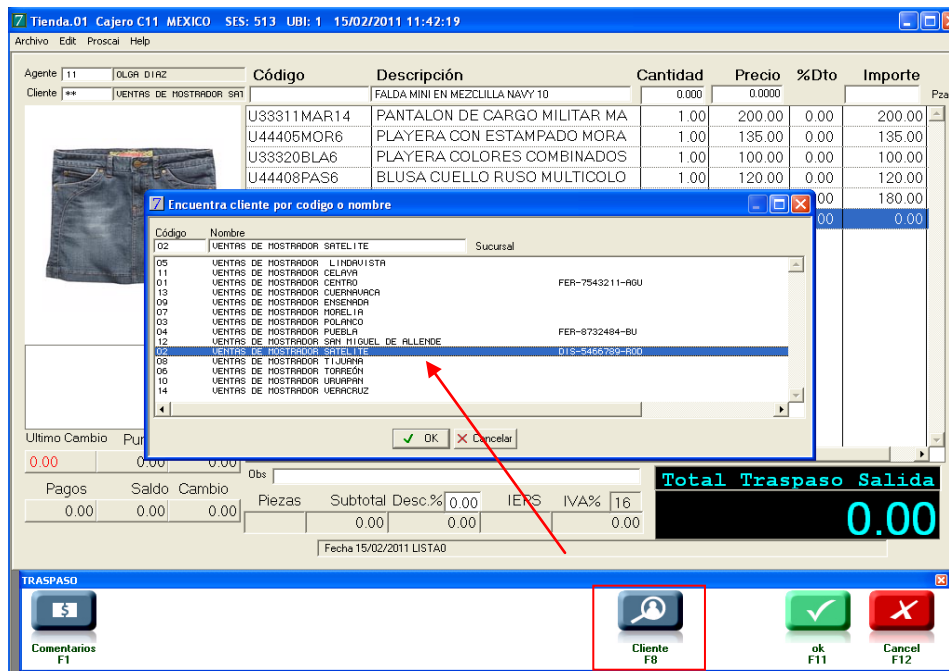 7 Tienda.01 Cajero C11 MEXICO SES: 513 UBI: 1 15/02/2011 11:42:19
Archivo Edit Proscai Help
Agente 11 OLGA DIAZ Código Descripción Cantidad Precio %Dto Importe
Cliente ** VENTAS DE MOSTRADOR SAT FALDA MINI EN MEZCLILLA NAVY 10 0.000 0.0000 Pza
U33311MAR14 PANTALON DE CARGO MILITAR MA 1.00 200.00 0.00 200.00
U44405MOR6 PLAYERA CON ESTAMPADO MORA 1.00 135.00 0.00 135.00
U33320BLA6 PLAYERA COLORES COMBINADOS 1.00 100.00 0.00 100.00
U44408PAS6 BLUSA CUELLO RUSO MULTICOLO 1.00 120.00 0.00 120.00
00 180.00
00 0.00
7 Encuentra cliente por codigo o nombre
Código Nombre
02 VENTAS DE MOSTRADOR SATELITE Sucursal
05 VENTAS DE MOSTRADOR LINDAVISTA
11 VENTAS DE MOSTRADOR CELAYA
01 VENTAS DE MOSTRADOR CENTRO FER-7543211-AGU
13 VENTAS DE MOSTRADOR CUERNAVACA
09 VENTAS DE MOSTRADOR ENSENADA
07 VENTAS DE MOSTRADOR MORELIA
03 VENTAS DE MOSTRADOR POLANCO
04 VENTAS DE MOSTRADOR PUEBLA FER-8732484-BU
12 VENTAS DE MOSTRADOR SAN MIGUEL DE ALLENDE
02 VENTAS DE MOSTRADOR SATELITE DIS-5466789-ROD
08 VENTAS DE MOSTRADOR TIJUANA
06 VENTAS DE MOSTRADOR TORREÓN
10 VENTAS DE MOSTRADOR URUAPAN
14 VENTAS DE MOSTRADOR VERACRUZ
OK Cancelar
Ultimo Cambio Pun
0.00 0.00 0.00
Obs
Pagos Saldo Cambio
0.00 0.00 0.00
Piezas Subtotal Desc.% 0.00 IEPS IVA% 16
0.00 0.00 0.00
Fecha 15/02/2011 LISTA0
Total Traspaso Salida
0.00
TRASPASO
Comentarios
F1
Cliente
F8
ok
F11
Cancel
F12